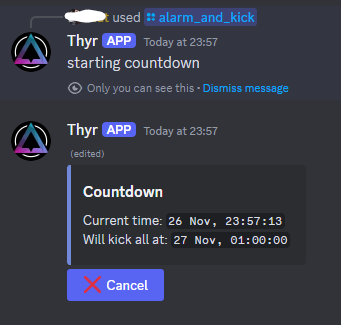 used alarm_and_kick
Thyr APP Today at 23:57
starting countdown
Only you can see this • Dismiss message
Thyr APP Today at 23:57
(edited)
Countdown
Current time: 26 Nov, 23:57:13
Will kick all at: 27 Nov, 01:00:00
❌ Cancel